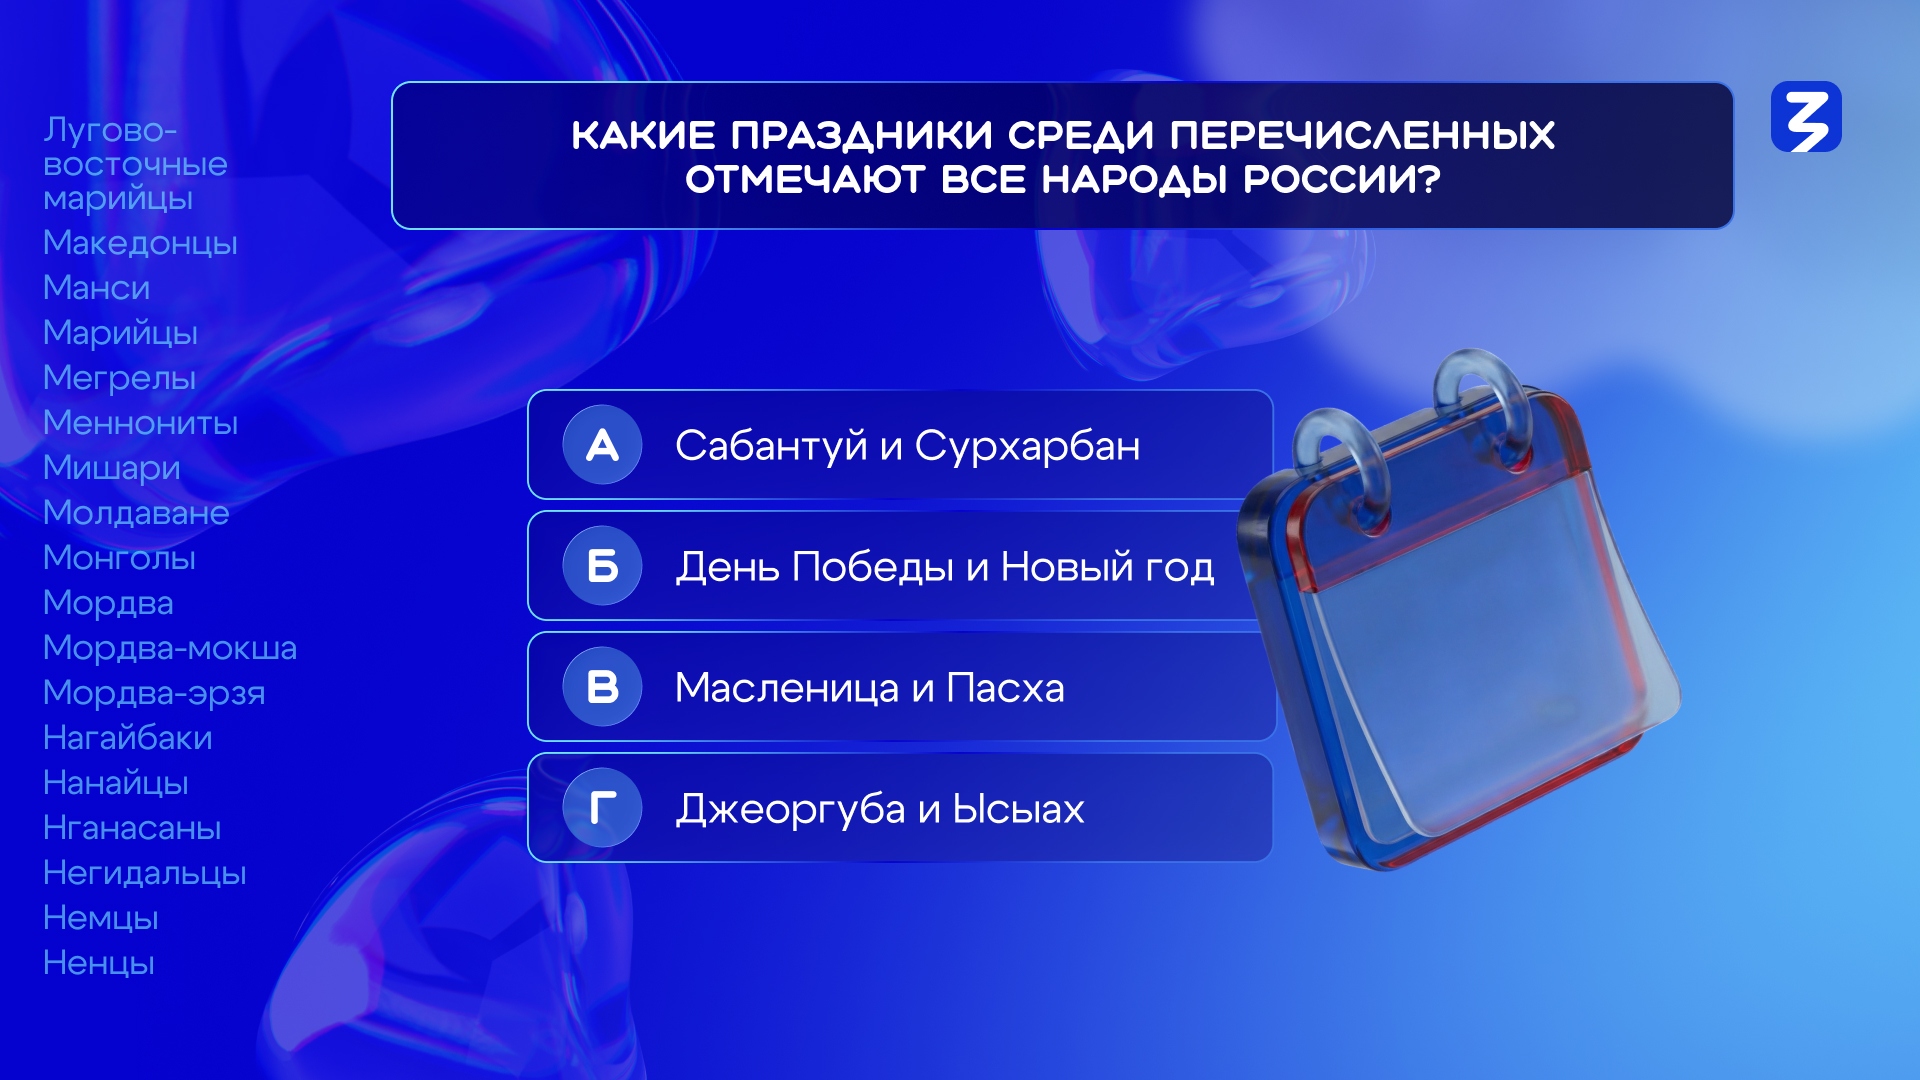 КАКИЕ ПРАЗДНИКИ СРЕДИ ПЕРЕЧИСЛЕННЫХ
ОТМЕЧАЮТ ВСЕ НАРОДЫ РОССИИ?
Лугово-
восточные
марийцы
Македонцы
Манси
Марийцы
Мегрелы
Меннониты
Мишари
Молдаване
Монголы
Мордва
Мордва-мокша
Мордва-эрзя
Нагайбаки
Нанайцы
Нганасаны
Негидальцы
Немцы
Ненцы
А Сабантуй и Сурхарбан
Б День Победы и Новый год
В Масленица и Пасха
Г Джеоргуба и Ысыах